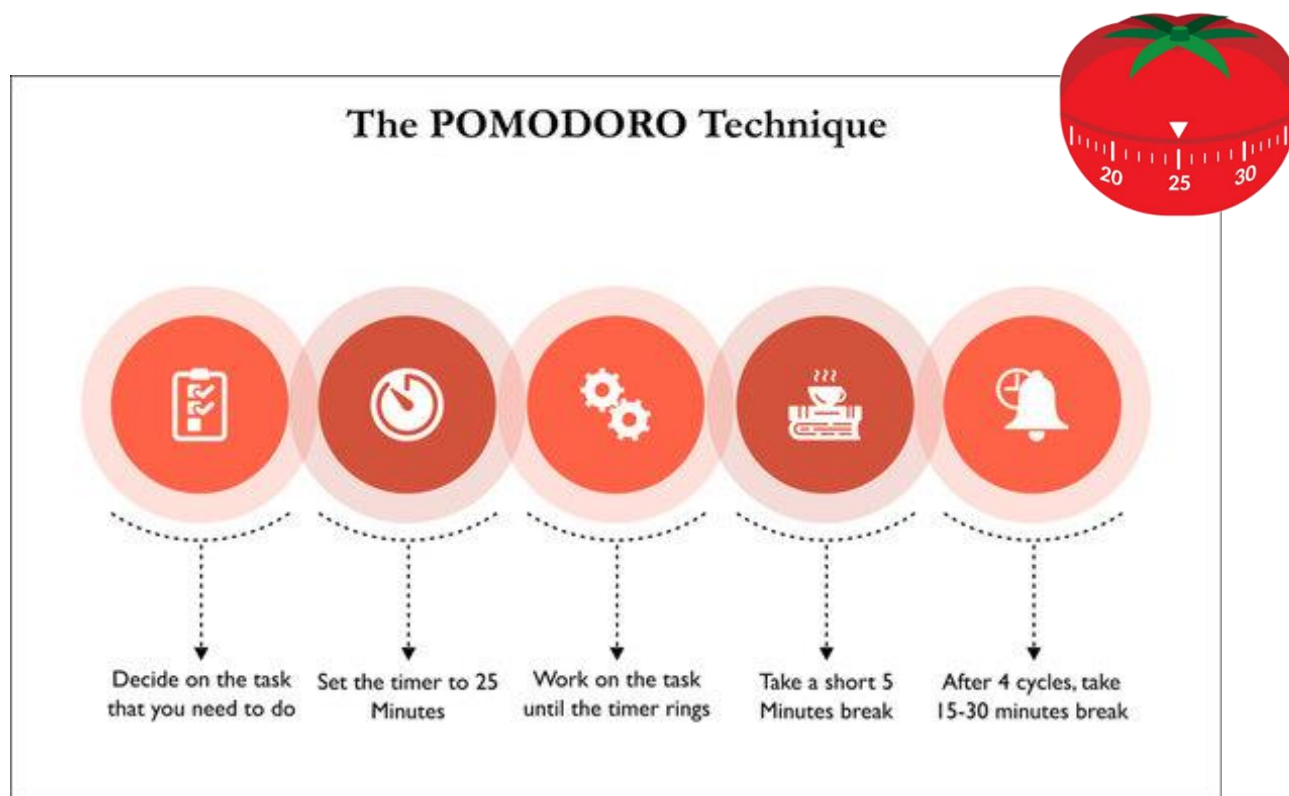 The POMODORO Technique
20 25 30
Decide on the task
that you need to do
Set the timer to 25
Minutes
Work on the task
until the timer rings
Take a short 5
Minutes break
After 4 cycles, take
15-30 minutes break